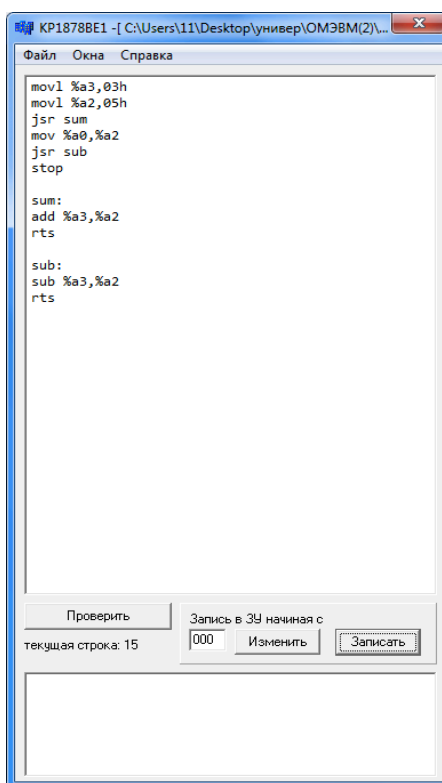 КР1878ВЕ1 -[ C:\Users\11\Desktop\универ\ОМЭВМ(2)\,...
Файл Окна Справка
movl %a3,03h
movl %a2,05h
jsr sum
mov %a0,%a2
jsr sub
stop
sum:
add %a3,%a2
rts
sub:
sub %a3,%a2
rts
Проверить
Запись в ЗУ начиная с
000 Изменить Записать
текущая строка: 15